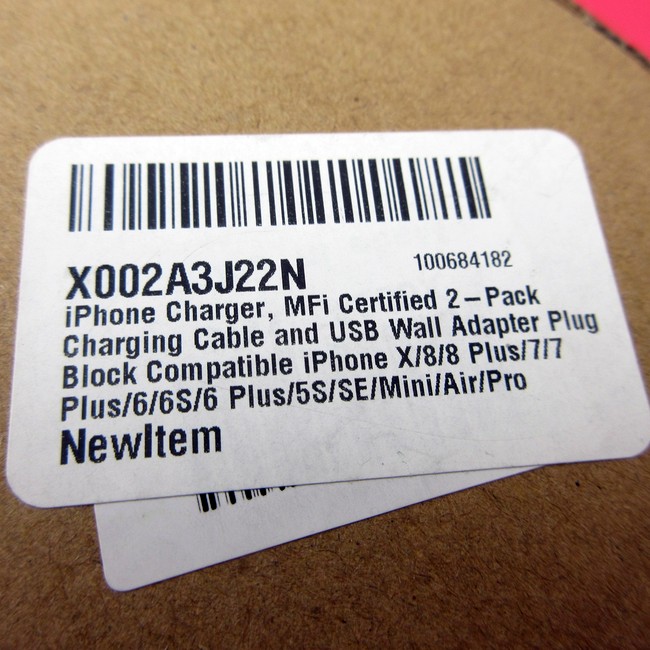 X002A3J22N 100684182
iPhone Charger, MFi Certified 2–Pack
Charging Cable and USB Wall Adapter Plug
Block Compatible iPhone X/8/8 Plus/7/7
Plus/6/6S/6 Plus/5S/SE/Mini/Air/Pro
NewItem